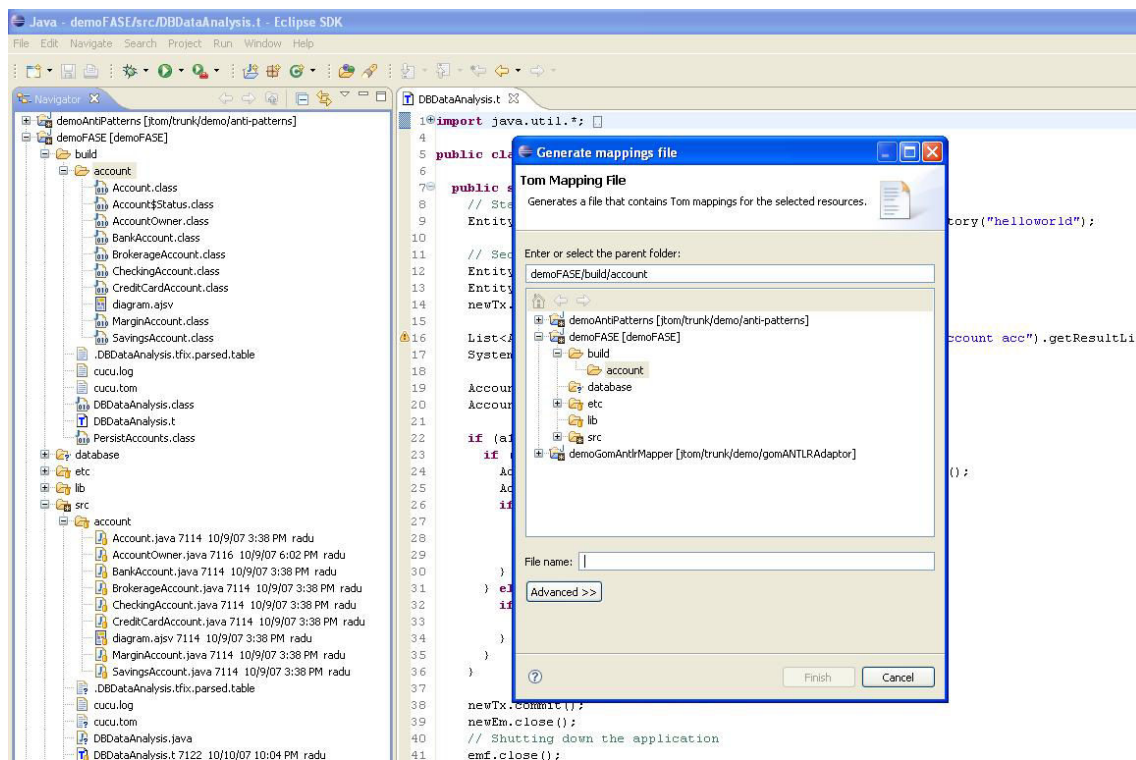 Java - demoFASE/src/DBDataAnalysis.t - Eclipse SDK
File Edit Navigate Search Project Run Window Help
Navigator
demoAntiPatterns [jtom/trunk/demo/anti-patterns]
demoFASE [demoFASE]
build
account
Account.class
Account$Status.class
AccountOwner.class
BankAccount.class
BrokerageAccount.class
CheckingAccount.class
CreditCardAccount.class
diagram.ajsv
MarginAccount.class
SavingsAccount.class
.DBDataAnalysis.tfix.parsed.table
cucu.log
cucu.tom
DBDataAnalysis.class
DBDataAnalysis.t
PersistAccounts.class
database
etc
lib
src
account
Account.java 7114 10/9/07 3:38 PM radu
AccountOwner.java 7116 10/9/07 6:02 PM radu
BankAccount.java 7114 10/9/07 3:38 PM radu
BrokerageAccount.java 7114 10/9/07 3:38 PM radu
CheckingAccount.java 7114 10/9/07 3:38 PM radu
CreditCardAccount.java 7114 10/9/07 3:38 PM radu
diagram.ajsv 7114 10/9/07 3:38 PM radu
MarginAccount.java 7114 10/9/07 3:38 PM radu
SavingsAccount.java 7114 10/9/07 3:38 PM radu
.DBDataAnalysis.tfix.parsed.table
cucu.log
cucu.tom
DBDataAnalysis.java
DBDataAnalysis.t 7122 10/10/07 10:04 PM radu
DBDataAnalysis.t
1 import java.util.*;
4
5 public cla
6
7 public s
8 // Sta
9 Entity tory("helloworld");
10
11 // Sec
12 Entity
13 Entity
14 newTx.
15
16 List<A ccount acc").getResultLi
17 System
18
19 Accour
20 Accour
21
22 if (a1
23 if (
24 Ac ();
25 Ac
26 if
27
28
29
30 }
31 } el
32 if
33
34 }
35 }
36 }
37
38 newTx.commit();
39 newEm.close();
40 // Shutting down the application
41 emf.close();
Generate mappings file
Tom Mapping File
Generates a file that contains Tom mappings for the selected resources.
Enter or select the parent folder:
demoFASE/build/account
demoAntiPatterns [jtom/trunk/demo/anti-patterns]
demoFASE [demoFASE]
build
account
database
etc
lib
src
demoGomAntlrMapper [jtom/trunk/demo/gomANTLRAdaptor]
File name:
Advanced >>
Finish Cancel